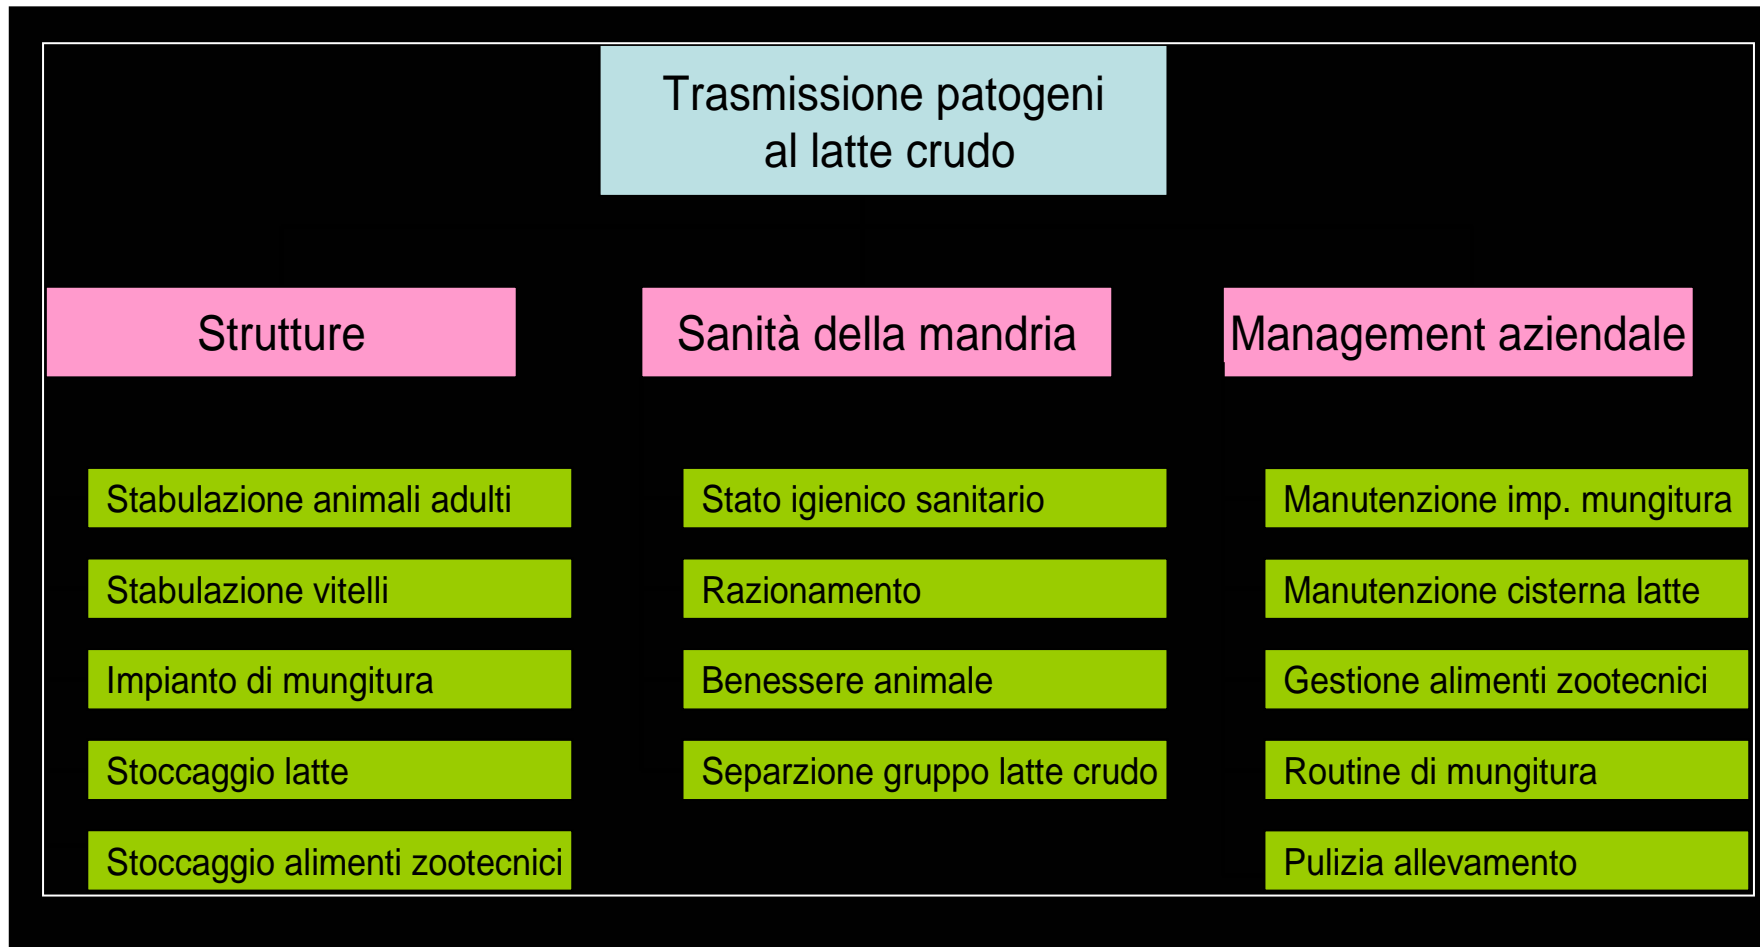 Trasmissione patogeni
al latte crudo
Strutture
Sanità della mandria
Management aziendale
Stabulazione animali adulti
Stabulazione vitelli
Impianto di mungitura
Stoccaggio latte
Stoccaggio alimenti zootecnici
Stato igienico sanitario
Razionamento
Benessere animale
Separzione gruppo latte crudo
Manutenzione imp. mungitura
Manutenzione cisterna latte
Gestione alimenti zootecnici
Routine di mungitura
Pulizia allevamento